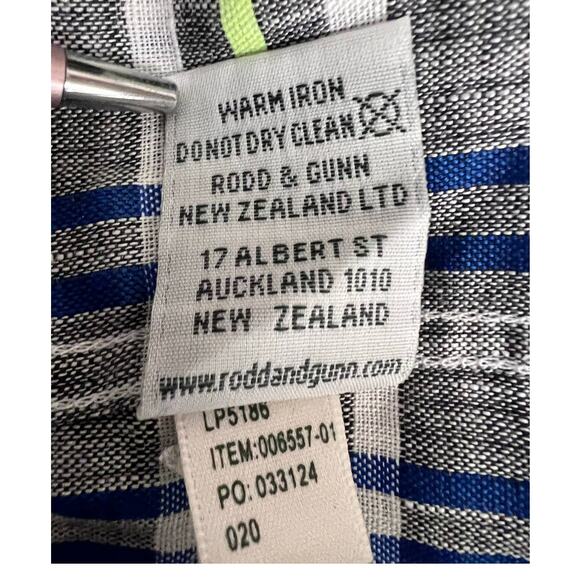 WARM IRON
DO NOT DRY CLEAN
RODD & GUNN
NEW ZEALAND LTD
17 ALBERT ST
AUCKLAND 1010
NEW ZEALAND
www.roddandgunn.com
LP5186
ITEM:006557-01
PO: 033124
020